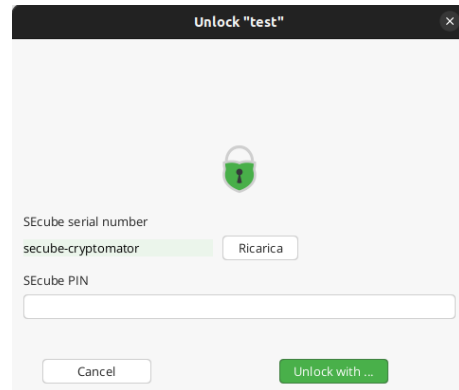 Unlock "test"
SEcube serial number
secube-cryptomator Ricarica
SEcube PIN
Cancel Unlock with ...